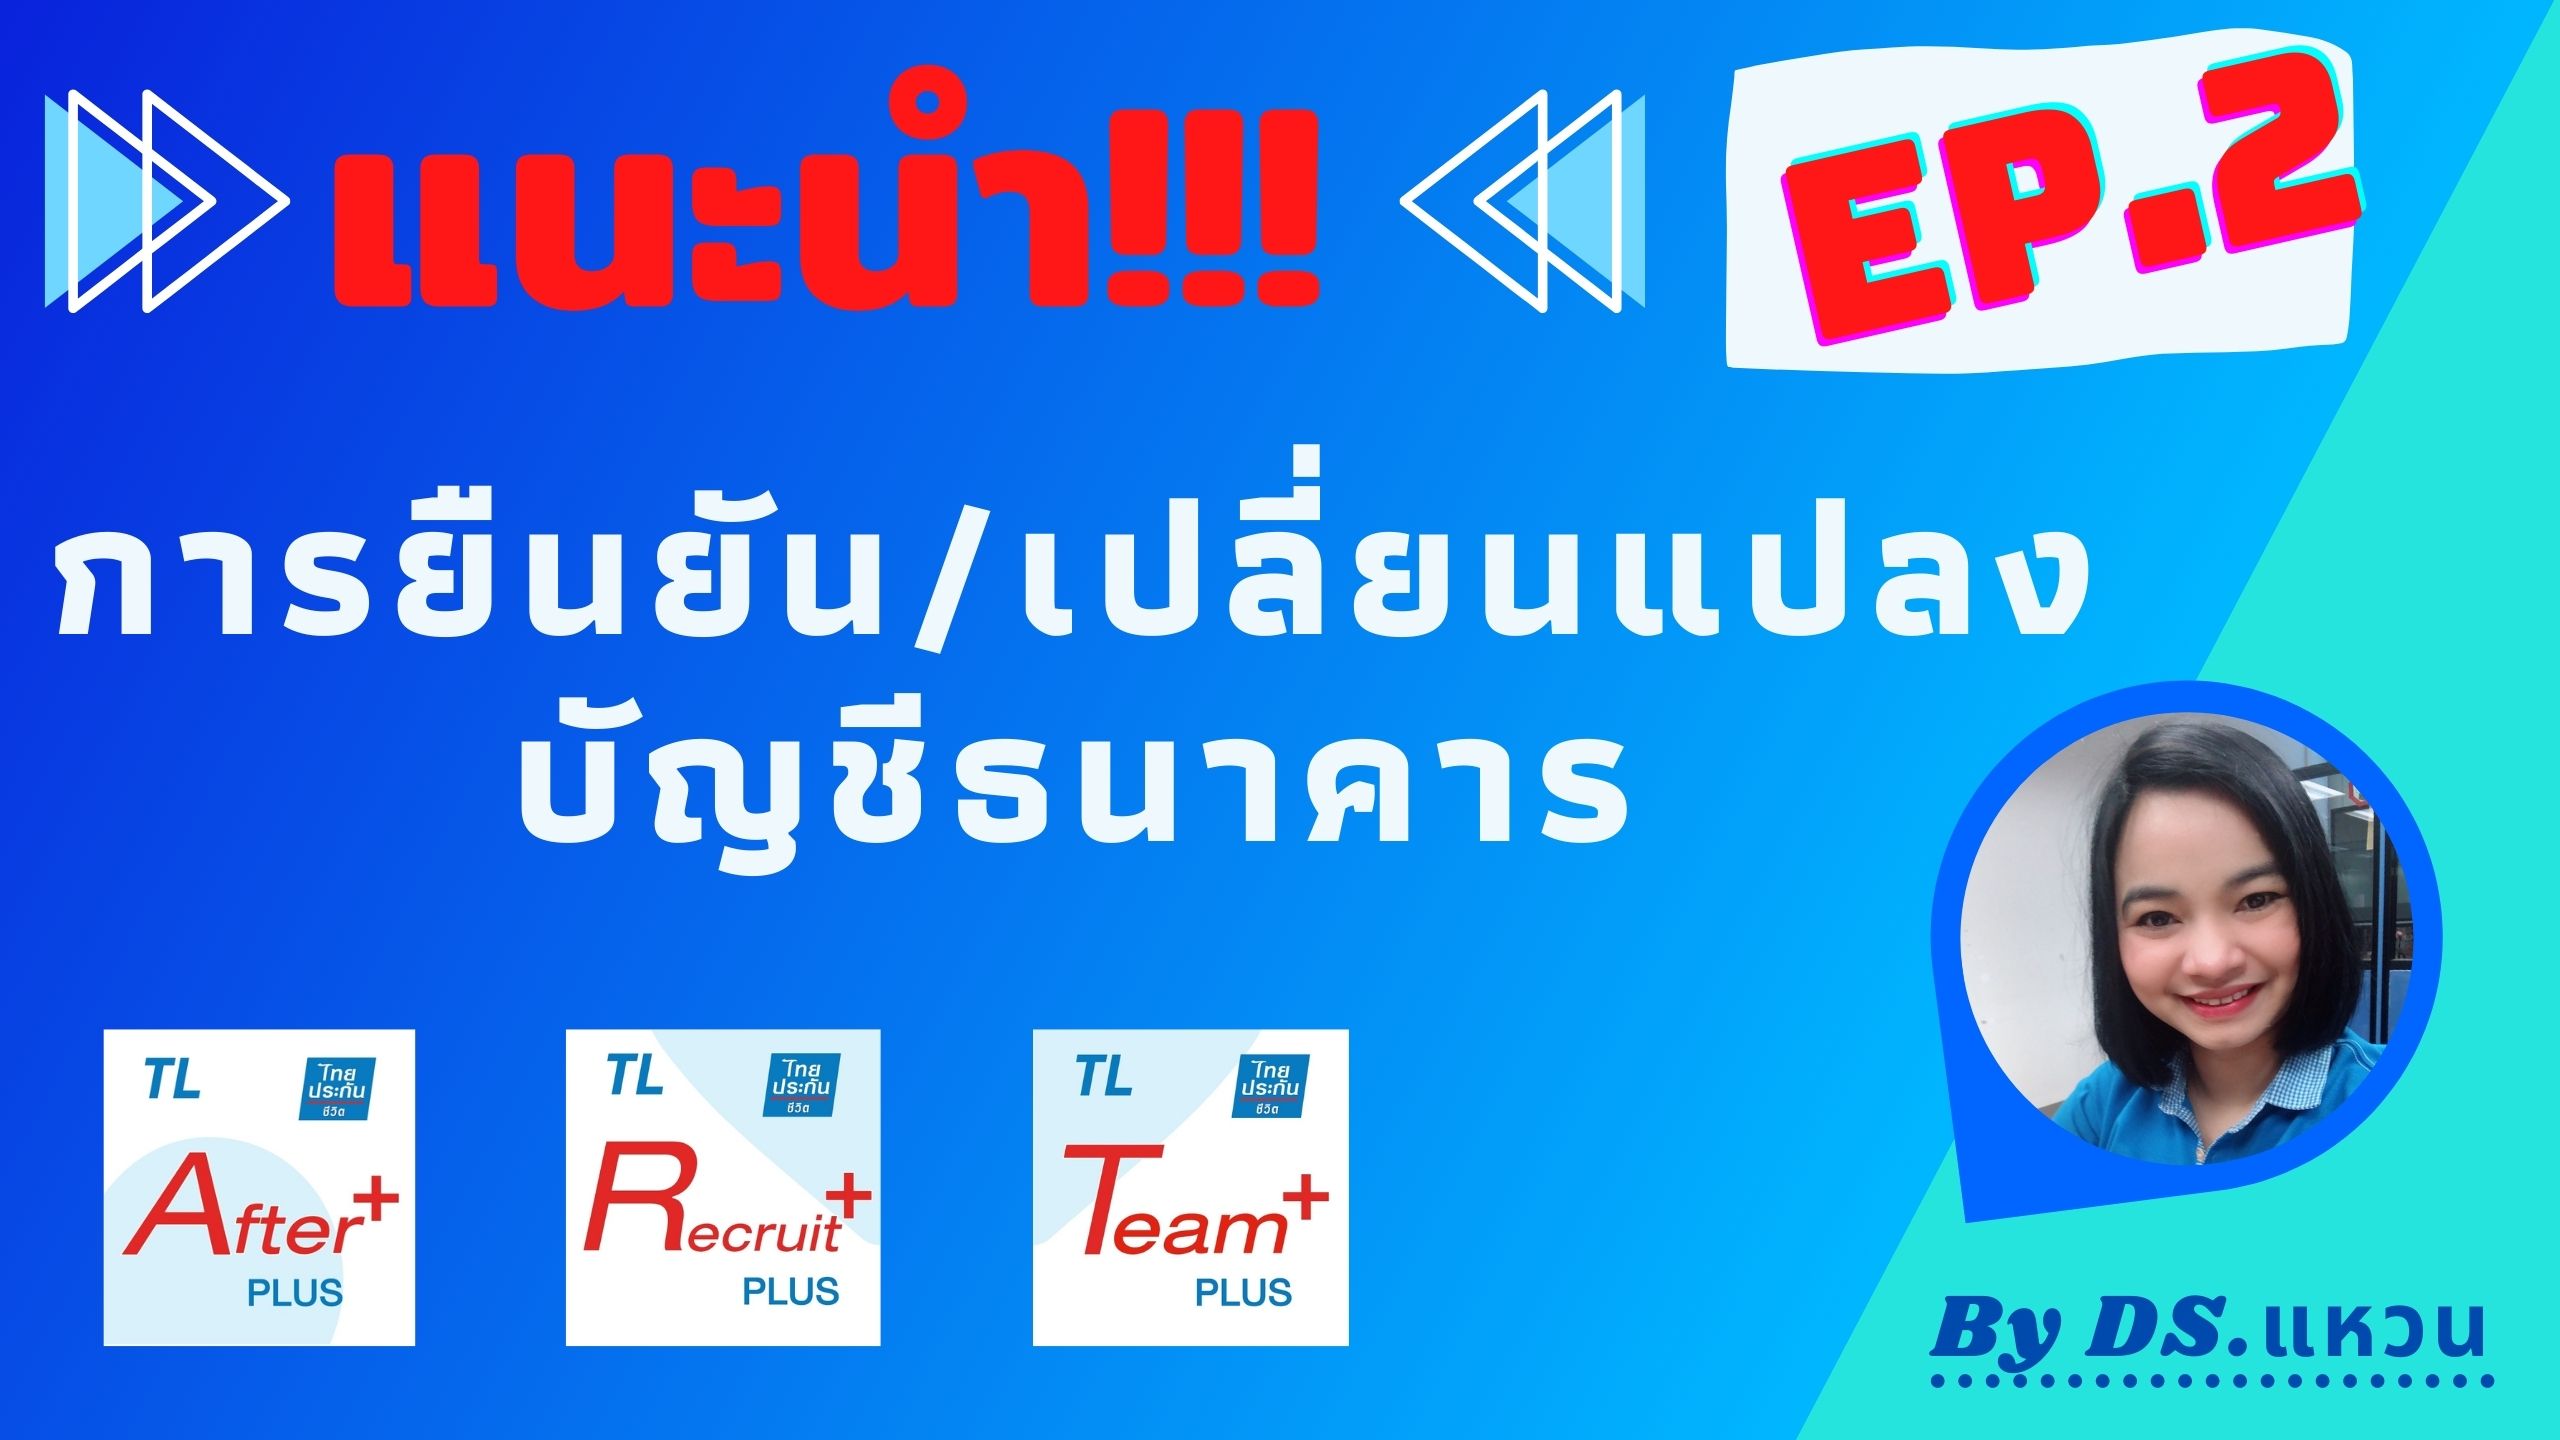 แนะนำ!!!
EP.2
การยืนยัน/เปลี่ยนแปลง
บัญชีธนาคาร
TL
ไทย
ประกัน
ชีวิต
After+
PLUS
TL
ไทย
ประกัน
ชีวิต
Recruit+
PLUS
TL
ไทย
ประกัน
ชีวิต
Team+
PLUS
By DS.แหวน